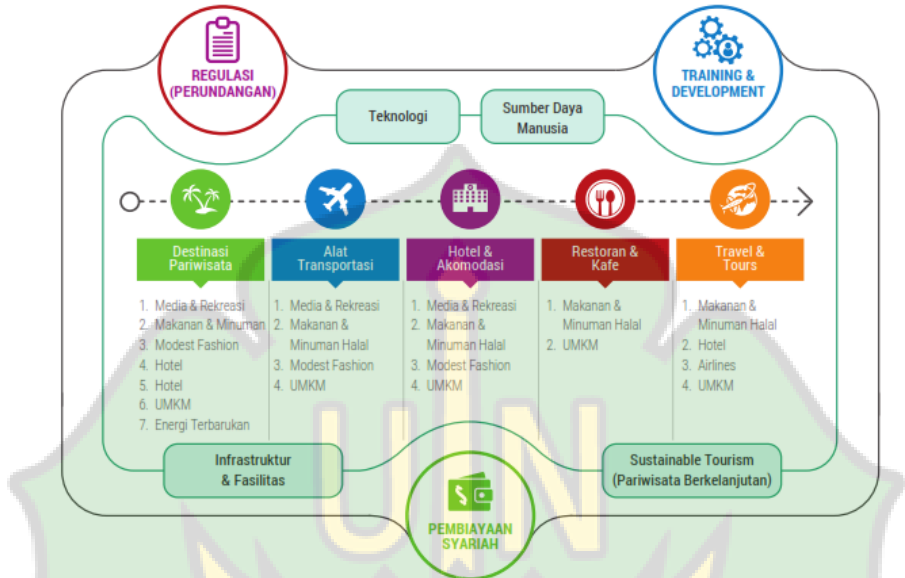 REGULASI
(PERUNDANGAN)
TRAINING &
DEVELOPMENT
Teknologi
Sumber Daya
Manusia
Destinasi
Pariwisata
1. Media & Rekreasi
2. Makanan & Minuman
3. Modest Fashion
4. Hotel
5. Hotel
6. UMKM
7. Energi Terbarukan
Alat
Transportasi
1. Media & Rekreasi
2. Makanan &
Minuman Halal
3. Modest Fashion
4. UMKM
Hotel &
Akomodasi
1. Media & Rekreasi
2. Makanan &
Minuman Halal
3. Modest Fashion
4. UMKM
Restoran &
Kafe
1. Makanan &
Minuman Halal
2. UMKM
Travel &
Tours
1. Makanan &
Minuman Halal
2. Hotel
3. Airlines
4. UMKM
Infrastruktur
& Fasilitas
Sustainable Tourism
(Pariwisata Berkelanjutan)
PEMBIAYAAN
SYARIAH
UIN